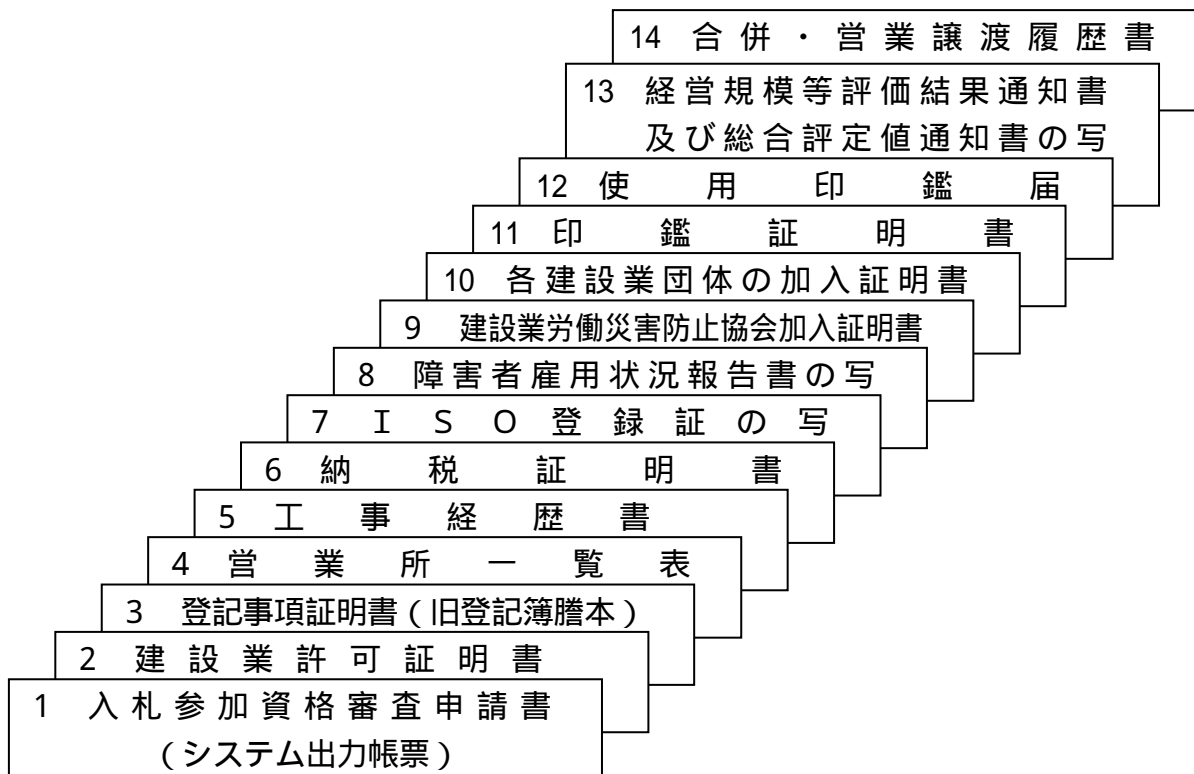 14 合併・営業譲渡履歴書
13 経営規模等評価結果通知書
及び総合評定値通知書の写
12 使用印鑑届
11 印鑑証明書
10 各建設業団体の加入証明書
9 建設業労働災害防止協会加入証明書
8 障害者雇用状況報告書の写
7 ISO登録証の写
6 納税証明書
5 工事経歴書
4 営業所一覧表
3 登記事項証明書(旧登記簿謄本)
2 建設業許可証明書
1 入札参加資格審査申請書
(システム出力帳票)